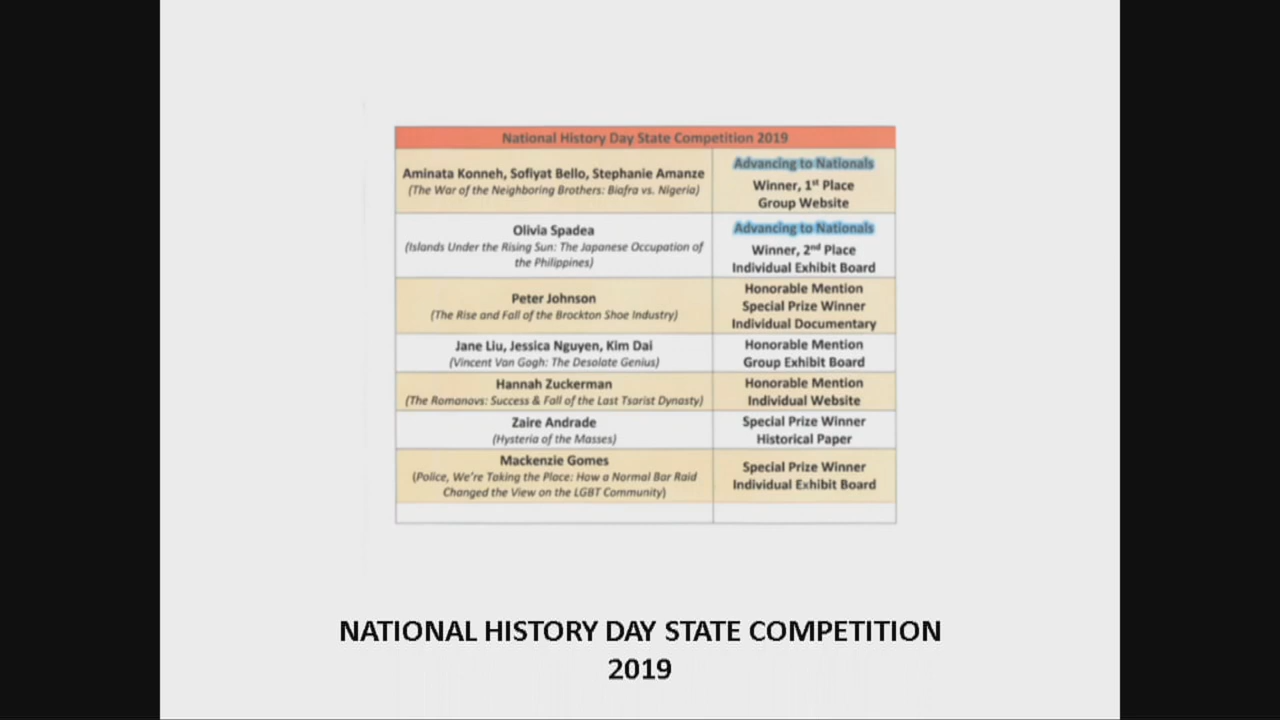 National History Day State Competition 2019
Aminata Konneh, Sofiyat Bello, Stephanie Amanze
(The War of the Neighboring Brothers: Biafra vs. Nigeria)
Advancing to Nationals
Winner, 1st Place
Group Website
Olivia Spadea
(Islands Under the Rising Sun: The Japanese Occupation of
the Philippines)
Advancing to Nationals
Winner, 2nd Place
Individual Exhibit Board
Peter Johnson
(The Rise and Fall of the Brockton Shoe Industry)
Honorable Mention
Special Prize Winner
Individual Documentary
Jane Liu, Jessica Nguyen, Kim Dai
(Vincent Van Gogh: The Desolate Genius)
Honorable Mention
Group Exhibit Board
Hannah Zuckerman
(The Romanovs: Success & Fall of the Last Tsarist Dynasty)
Honorable Mention
Individual Website
Zaire Andrade
(Hysteria of the Masses)
Special Prize Winner
Historical Paper
Mackenzie Gomes
(Police, We're Taking the Place: How a Normal Bar Raid
Changed the View on the LGBT Community)
Special Prize Winner
Individual Exhibit Board
NATIONAL HISTORY DAY STATE COMPETITION
2019